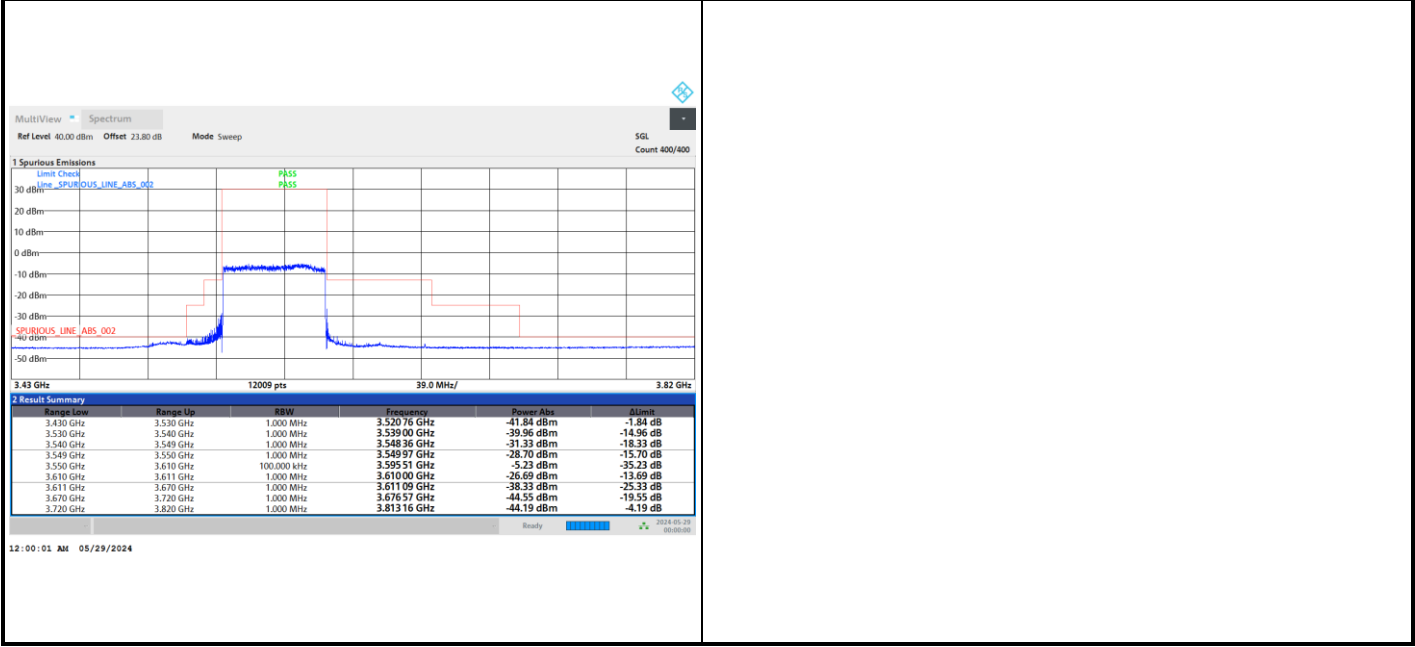 MultiView Spectrum
Ref Level 40.00 dBm Offset 23.80 dB Mode Sweep SGL
Count 400/400
1 Spurious Emissions
Limit Check PASS
Line _SPURIOUS_LINE_ABS_002 PASS
30 dBm
20 dBm
10 dBm
0 dBm
-10 dBm
-20 dBm
-30 dBm
SPURIOUS_LINE_ABS_002
-40 dBm
-50 dBm
3.43 GHz 12009 pts 39.0 MHz/ 3.82 GHz
2 Result Summary
Range Low Range Up RBW Frequency Power Abs ΔLimit
3.430 GHz 3.530 GHz 1.000 MHz 3.520 76 GHz -41.84 dBm -1.84 dB
3.530 GHz 3.540 GHz 1.000 MHz 3.539 00 GHz -39.96 dBm -14.96 dB
3.540 GHz 3.549 GHz 1.000 MHz 3.548 36 GHz -31.33 dBm -18.33 dB
3.549 GHz 3.550 GHz 1.000 MHz 3.549 97 GHz -28.70 dBm -15.70 dB
3.550 GHz 3.610 GHz 100.000 kHz 3.595 51 GHz -5.23 dBm -35.23 dB
3.610 GHz 3.611 GHz 1.000 MHz 3.610 00 GHz -26.69 dBm -13.69 dB
3.611 GHz 3.670 GHz 1.000 MHz 3.611 09 GHz -38.33 dBm -25.33 dB
3.670 GHz 3.720 GHz 1.000 MHz 3.676 57 GHz -44.55 dBm -19.55 dB
3.720 GHz 3.820 GHz 1.000 MHz 3.813 16 GHz -44.19 dBm -4.19 dB
Ready 2024-05-29
00:00:00
12:00:01 AM 05/29/2024